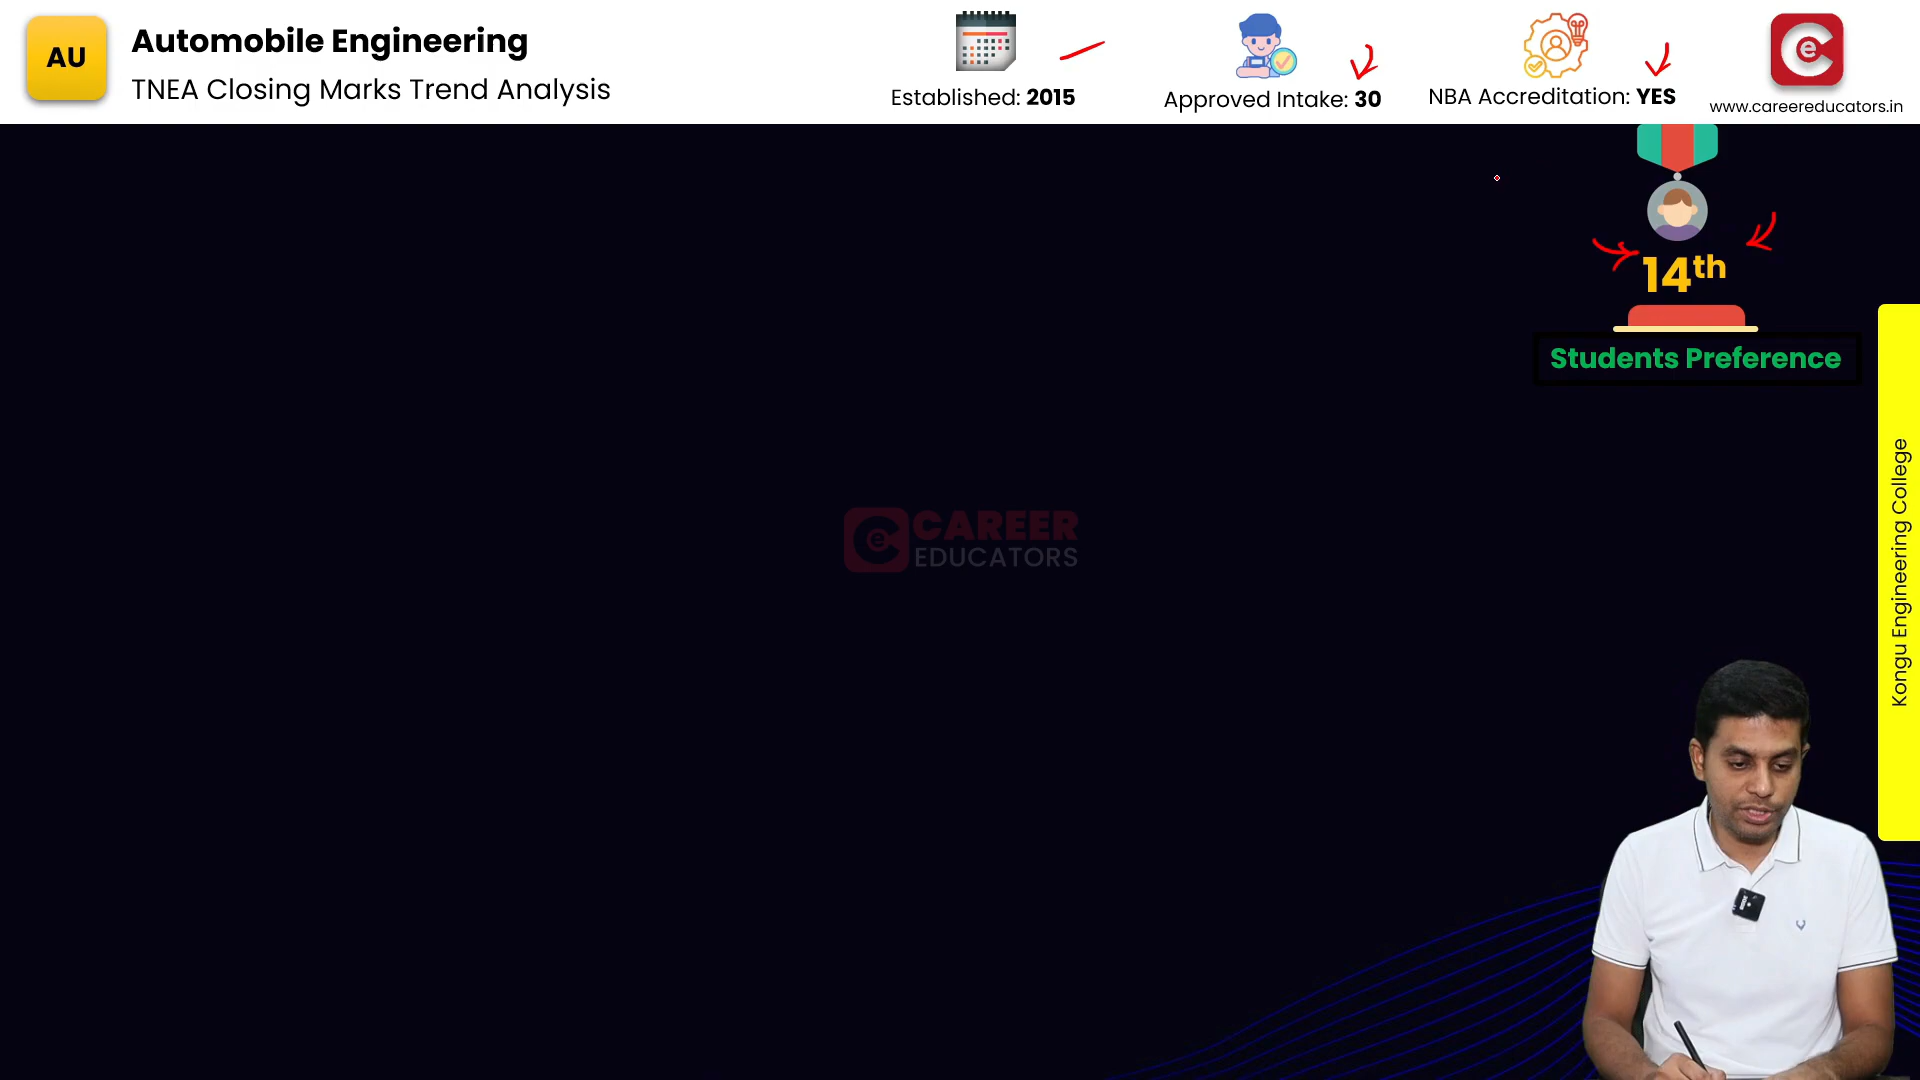 AU
Automobile Engineering
TNEA Closing Marks Trend Analysis
Established: 2015
Approved Intake: 30
NBA Accreditation: YES
e
www.careereducators.in
14th
Students Preference
Kongu Engineering College
e CAREER
EDUCATORS